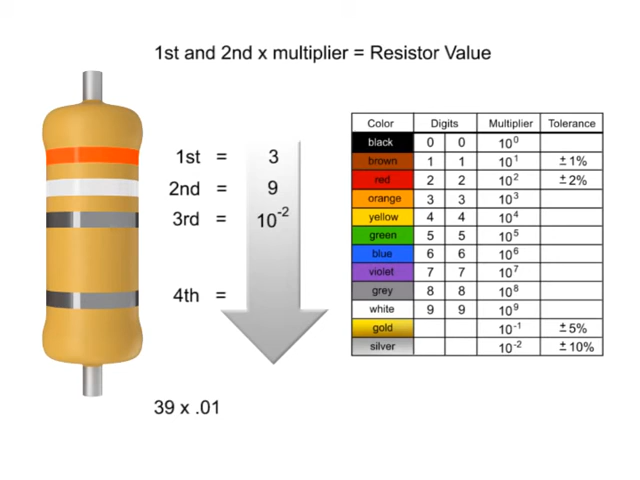 1st and 2nd x multiplier = Resistor Value
1st = 3
2nd = 9
3rd = 10⁻²
4th =
39 x .01
Color Digits Multiplier Tolerance
black 0 0 10⁰
brown 1 1 10¹ ±1%
red 2 2 10² ±2%
orange 3 3 10³
yellow 4 4 10⁴
green 5 5 10⁵
blue 6 6 10⁶
violet 7 7 10⁷
grey 8 8 10⁸
white 9 9 10⁹
gold 10⁻¹ ±5%
silver 10⁻² ±10%